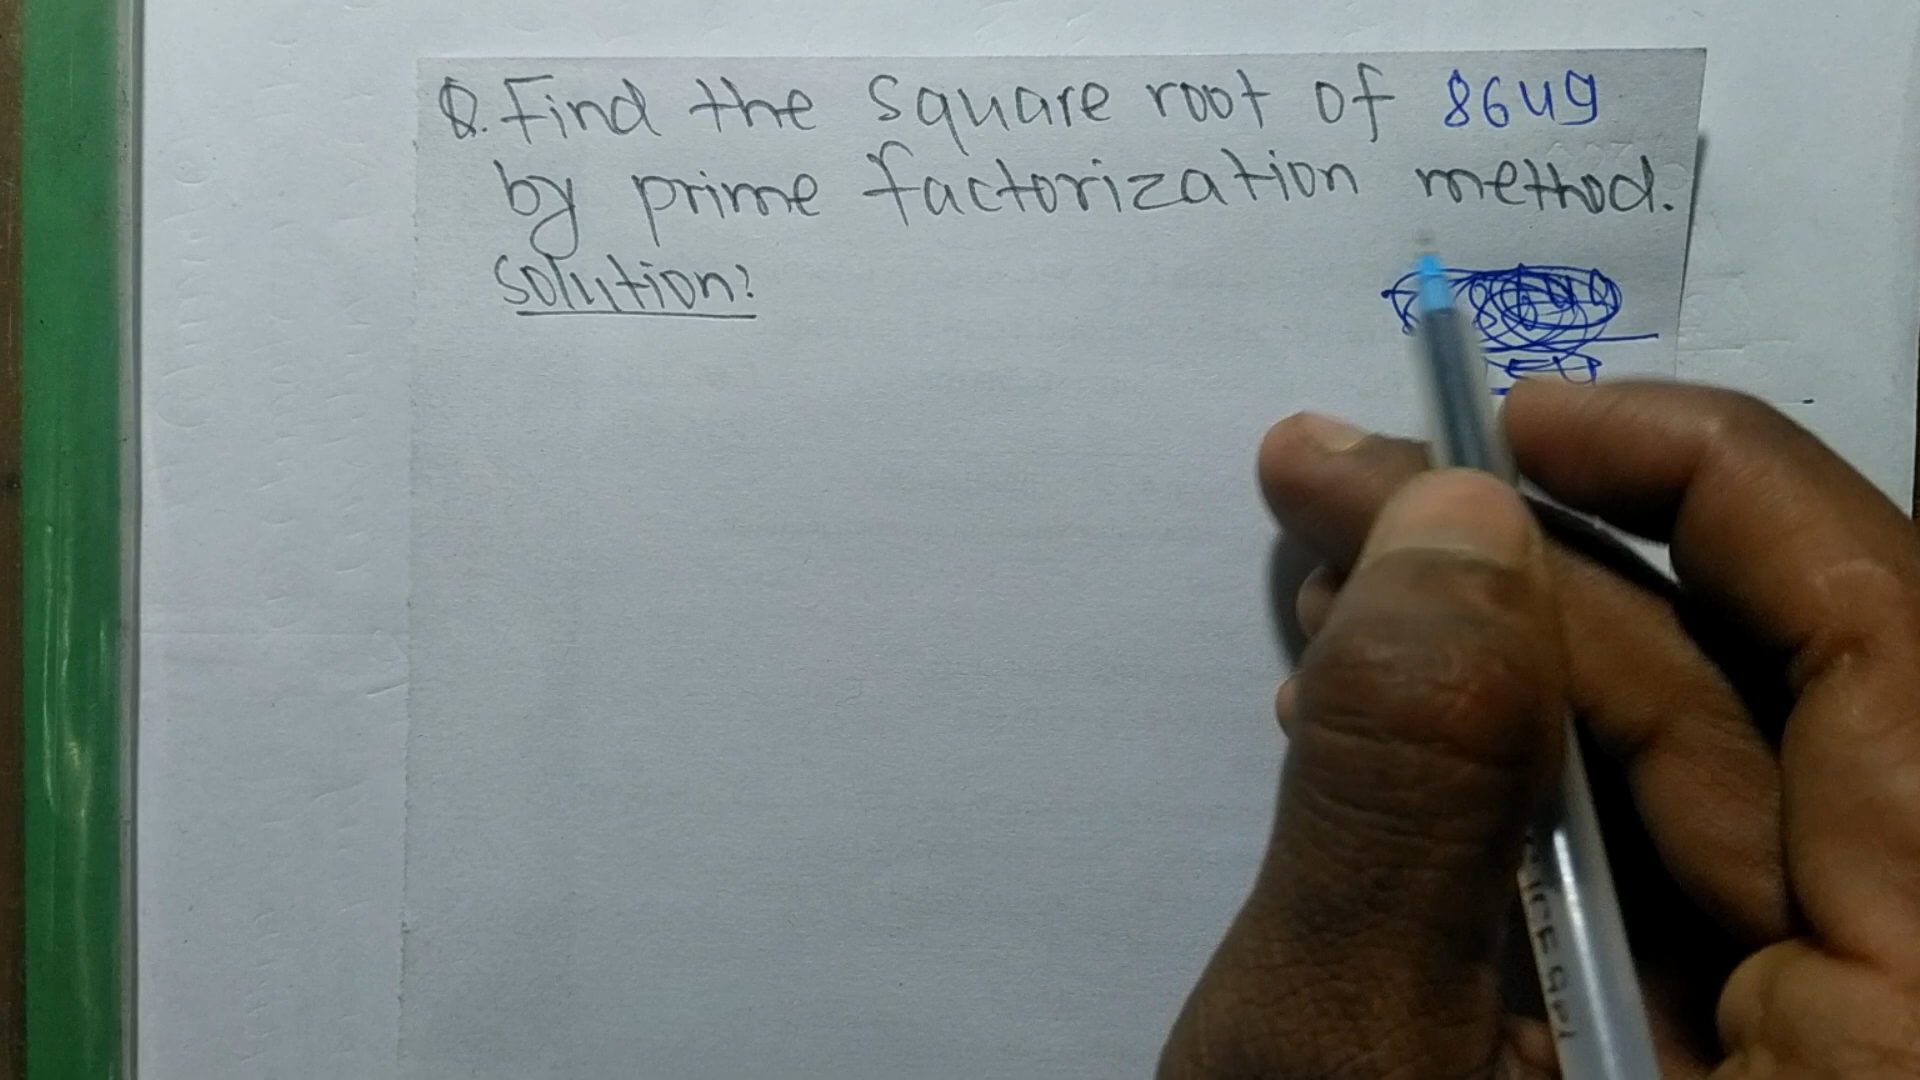 Q. Find the square root of 8649
by prime factorization method.
Solution: